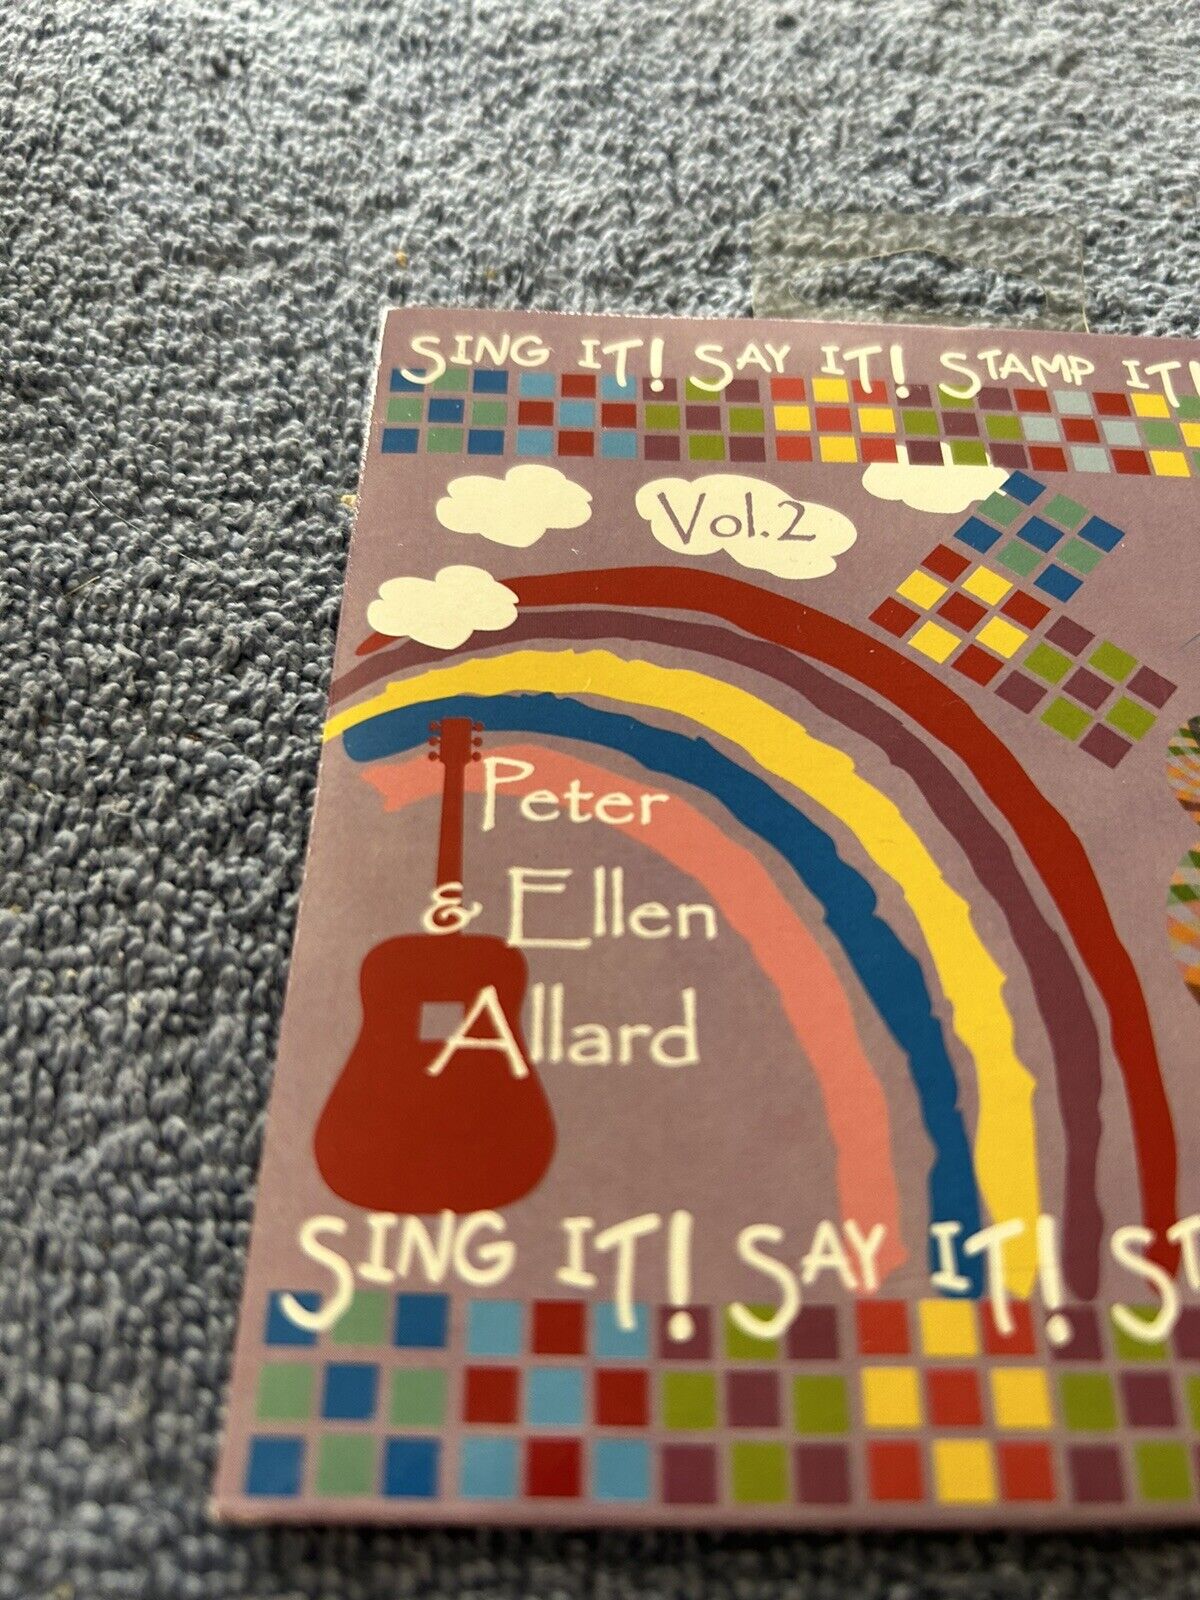 SING IT! SAY IT! STAMP IT!
Vol.2
Peter
& Ellen
Allard
SING IT! SAY IT!